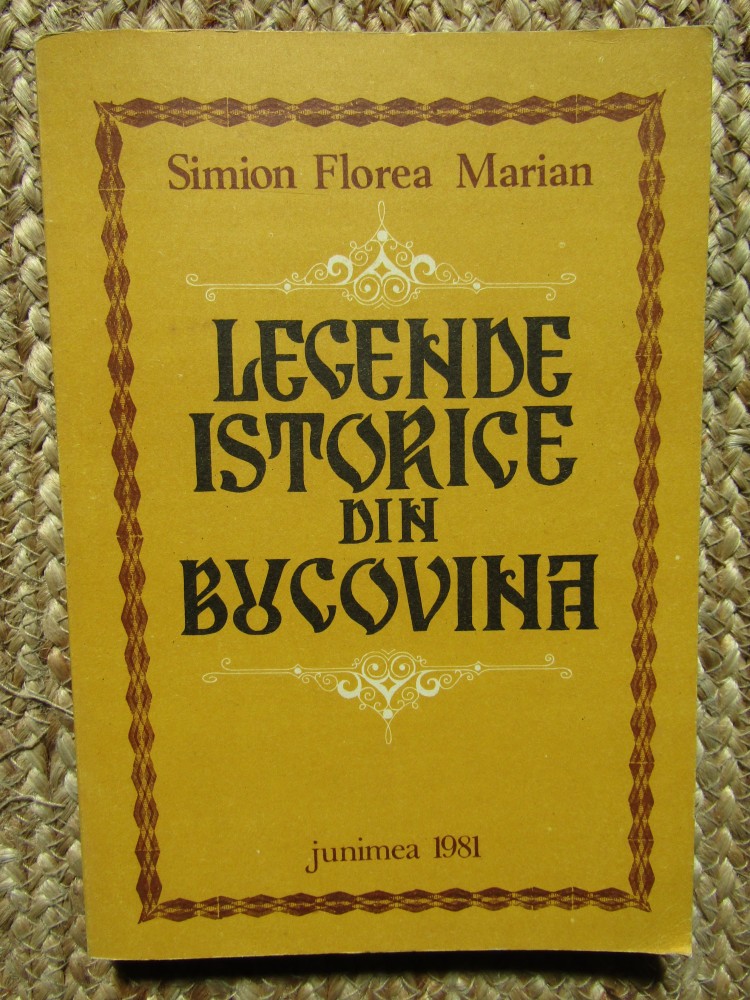 Simion Florea Marian
LEGENDE
ISTORICE
DIN
BUCOVINA
junimea 1981